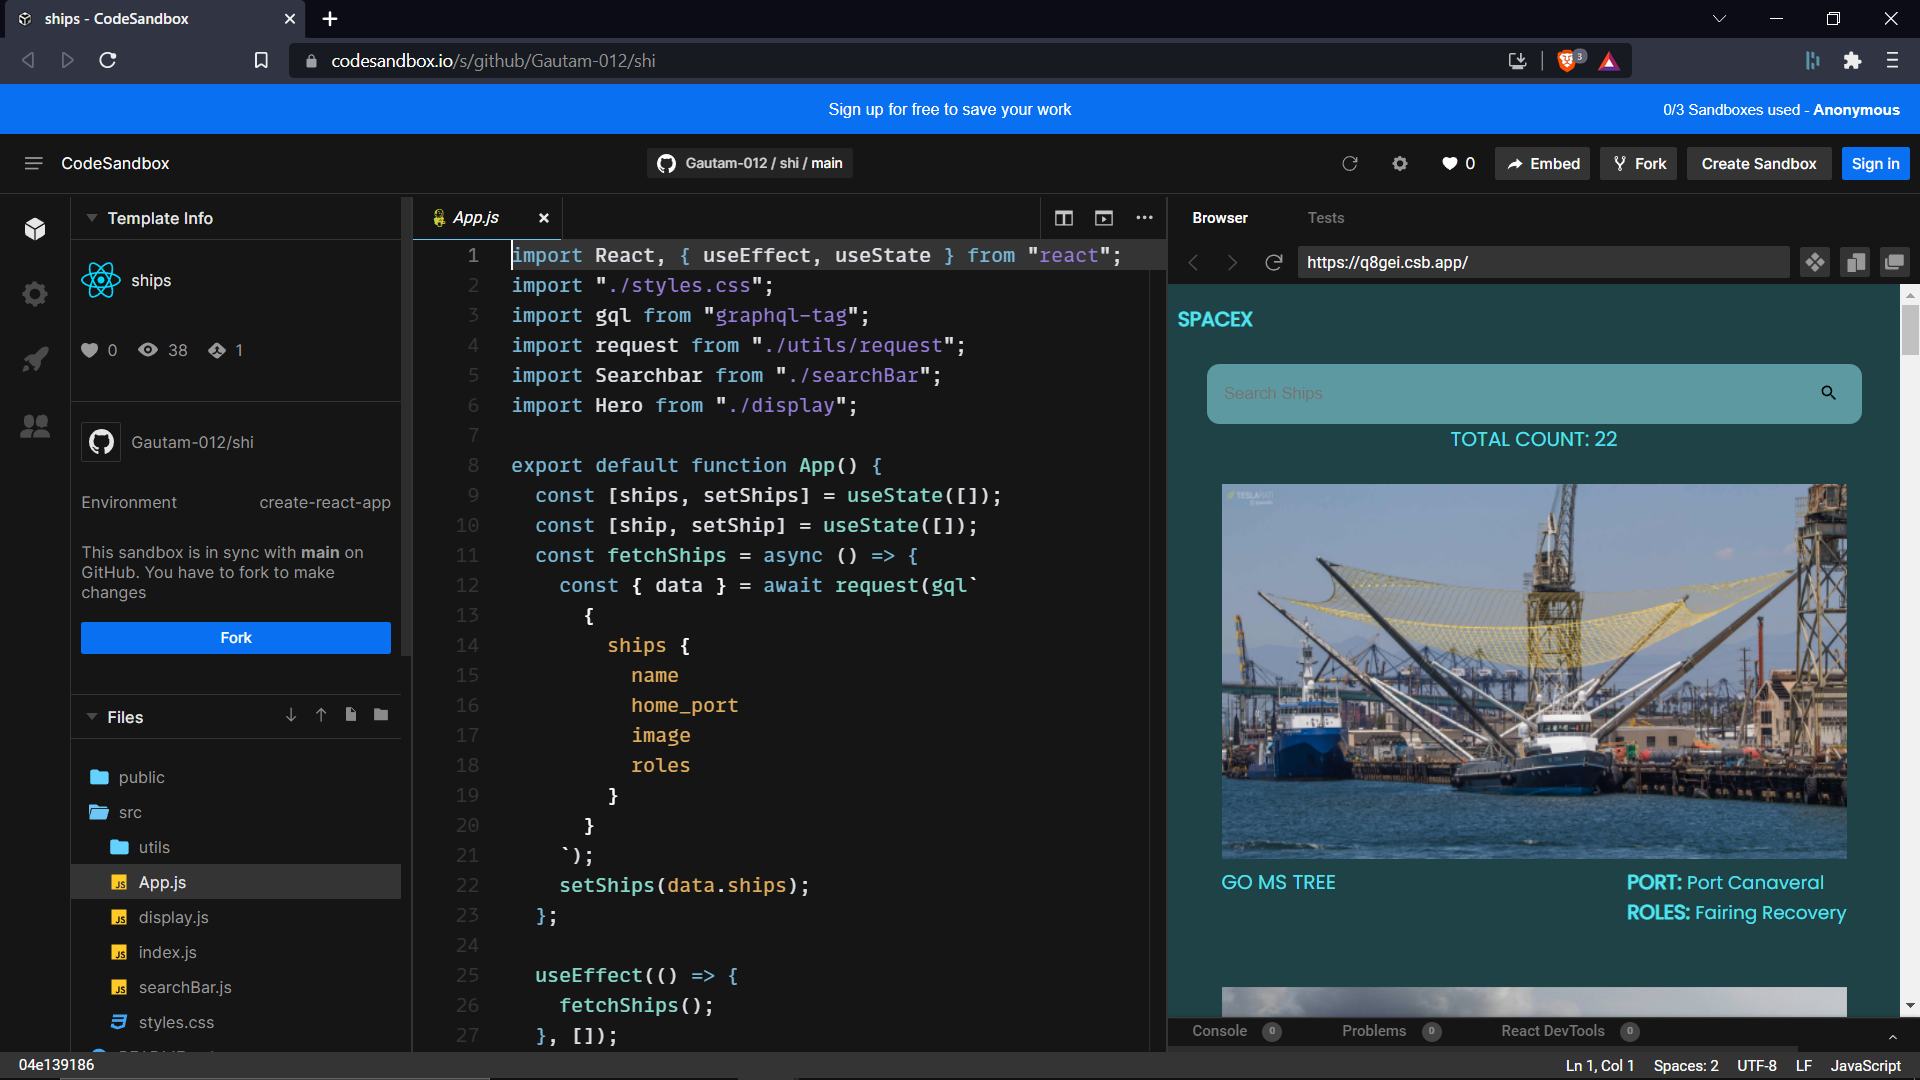 ships - CodeSandbox
codesandbox.io/s/github/Gautam-012/shi
3
Sign up for free to save your work
0/3 Sandboxes used - Anonymous
CodeSandbox
Gautam-012 / shi / main
0
Embed
Fork
Create Sandbox
Sign in
Template Info
ships
0
38
1
Gautam-012/shi
Environment create-react-app
This sandbox is in sync with main on
GitHub. You have to fork to make
changes
Fork
Files
public
src
utils
App.js
display.js
index.js
searchBar.js
styles.css
App.js
1 import React, { useEffect, useState } from "react";
2 import "./styles.css";
3 import gql from "graphql-tag";
4 import request from "./utils/request";
5 import Searchbar from "./searchBar";
6 import Hero from "./display";
7
8 export default function App() {
9 const [ships, setShips] = useState([]);
10 const [ship, setShip] = useState([]);
11 const fetchShips = async () => {
12 const { data } = await request(gql`
13 {
14 ships {
15 name
16 home_port
17 image
18 roles
19 }
20 }
21 `);
22 setShips(data.ships);
23 };
24
25 useEffect(() => {
26 fetchShips();
27 }, []);
Browser
Tests
https://q8gei.csb.app/
SPACEX
Search Ships
TOTAL COUNT: 22
GO MS TREE
PORT: Port Canaveral
ROLES: Fairing Recovery
Console 0
Problems 0
React DevTools 0
04e139186
Ln 1, Col 1
Spaces: 2
UTF-8
LF
JavaScript